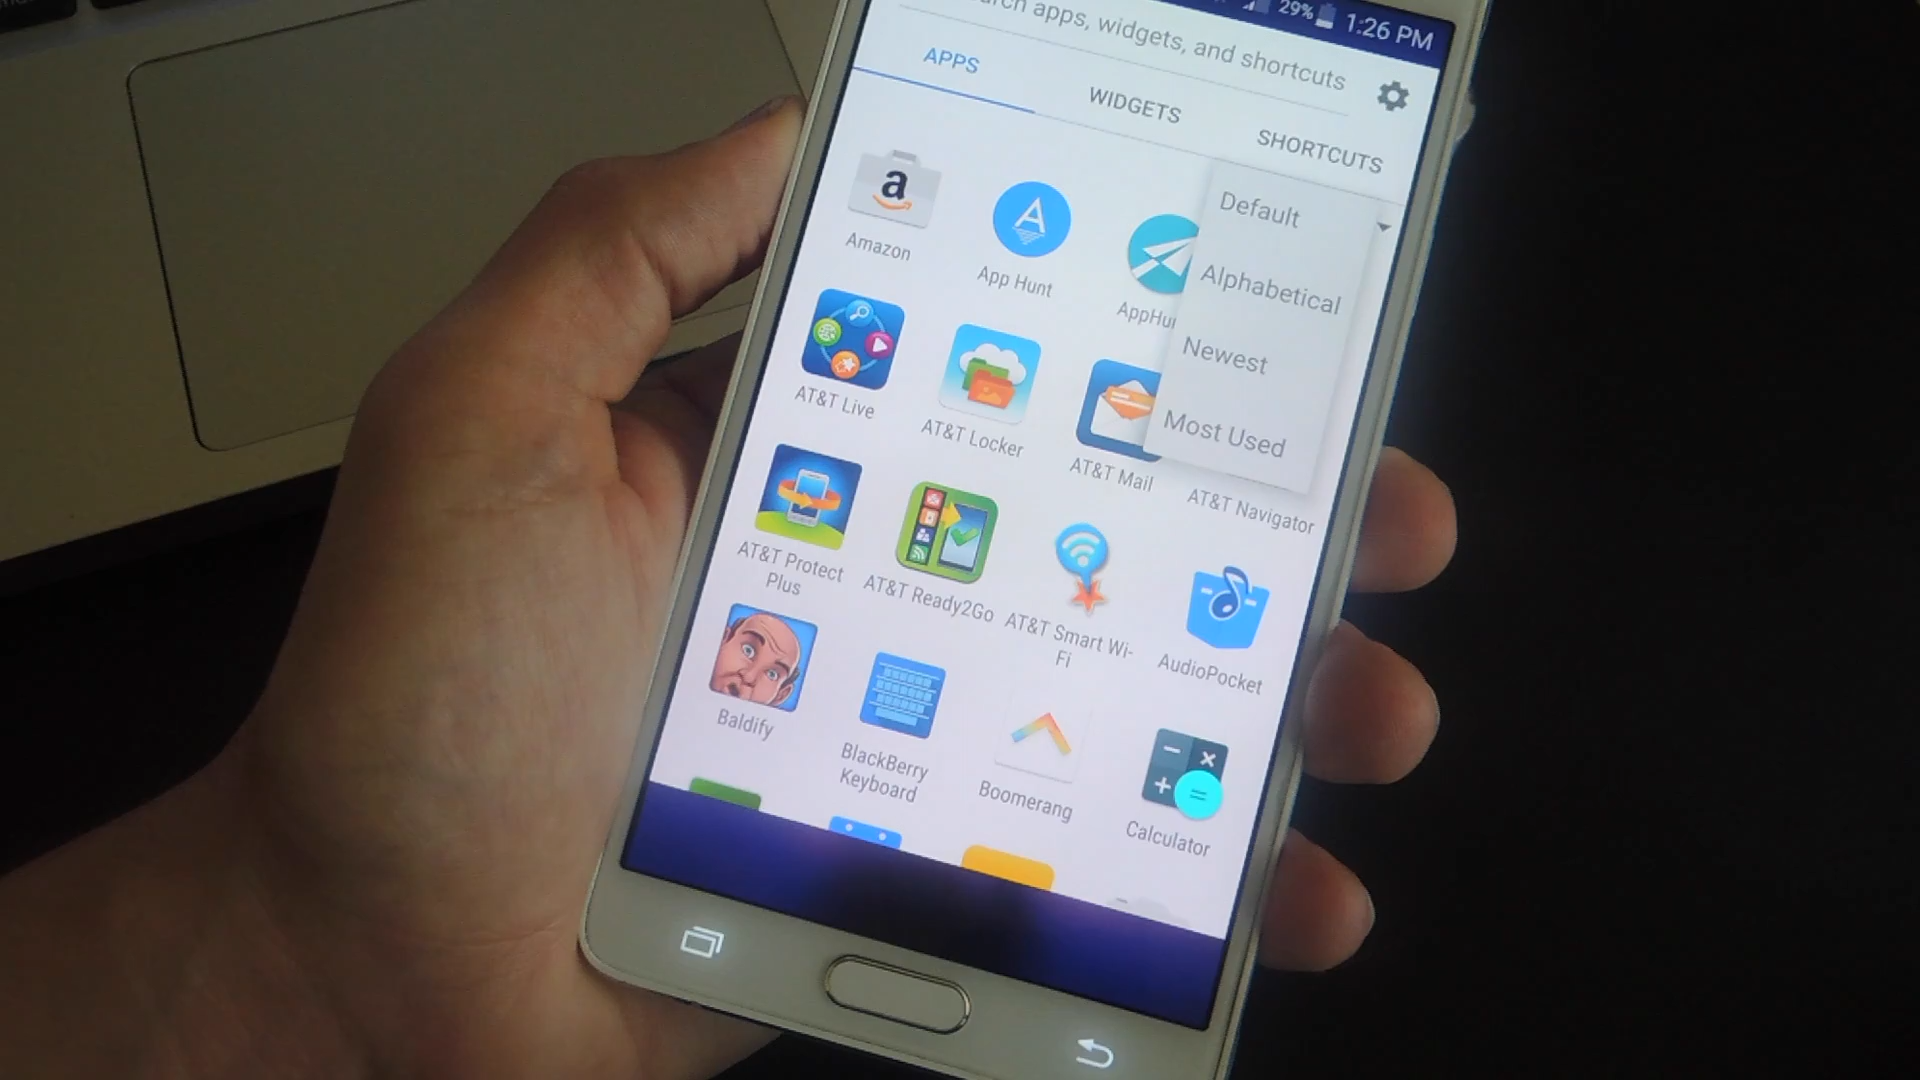 29% 1:26 PM
apps, widgets, and shortcuts
APPS
WIDGETS
SHORTCUTS
Default
Alphabetical
Newest
Most Used
a
Amazon
App Hunt
AT&T Live
AT&T Locker
AT&T Mail
AT&T Navigator
AT&T Protect
Plus
AT&T Ready2Go
AT&T Smart Wi-
Fi
AudioPocket
Baldify
BlackBerry
Keyboard
Boomerang
Calculator